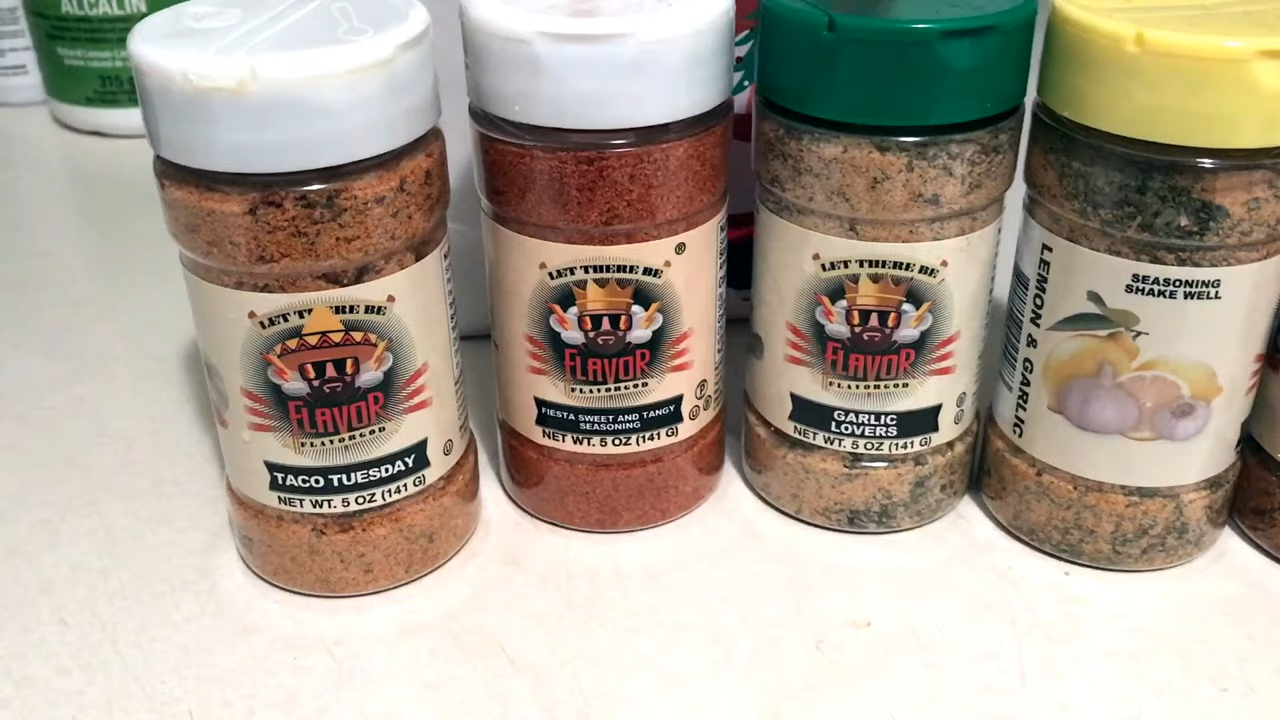 ALCALIN
315 g
LET THERE BE
FLAVOR
FLAVORGOD
TACO TUESDAY
NET WT. 5 OZ (141 G)
®
LET THERE BE
FLAVOR
FLAVORGOD
FIESTA SWEET AND TANGY
SEASONING
NET WT. 5 OZ (141 G)
LET THERE BE
FLAVOR
FLAVORGOD
GARLIC
LOVERS
NET WT. 5 OZ (141 G)
LEMON & GARLIC
SEASONING
SHAKE WELL